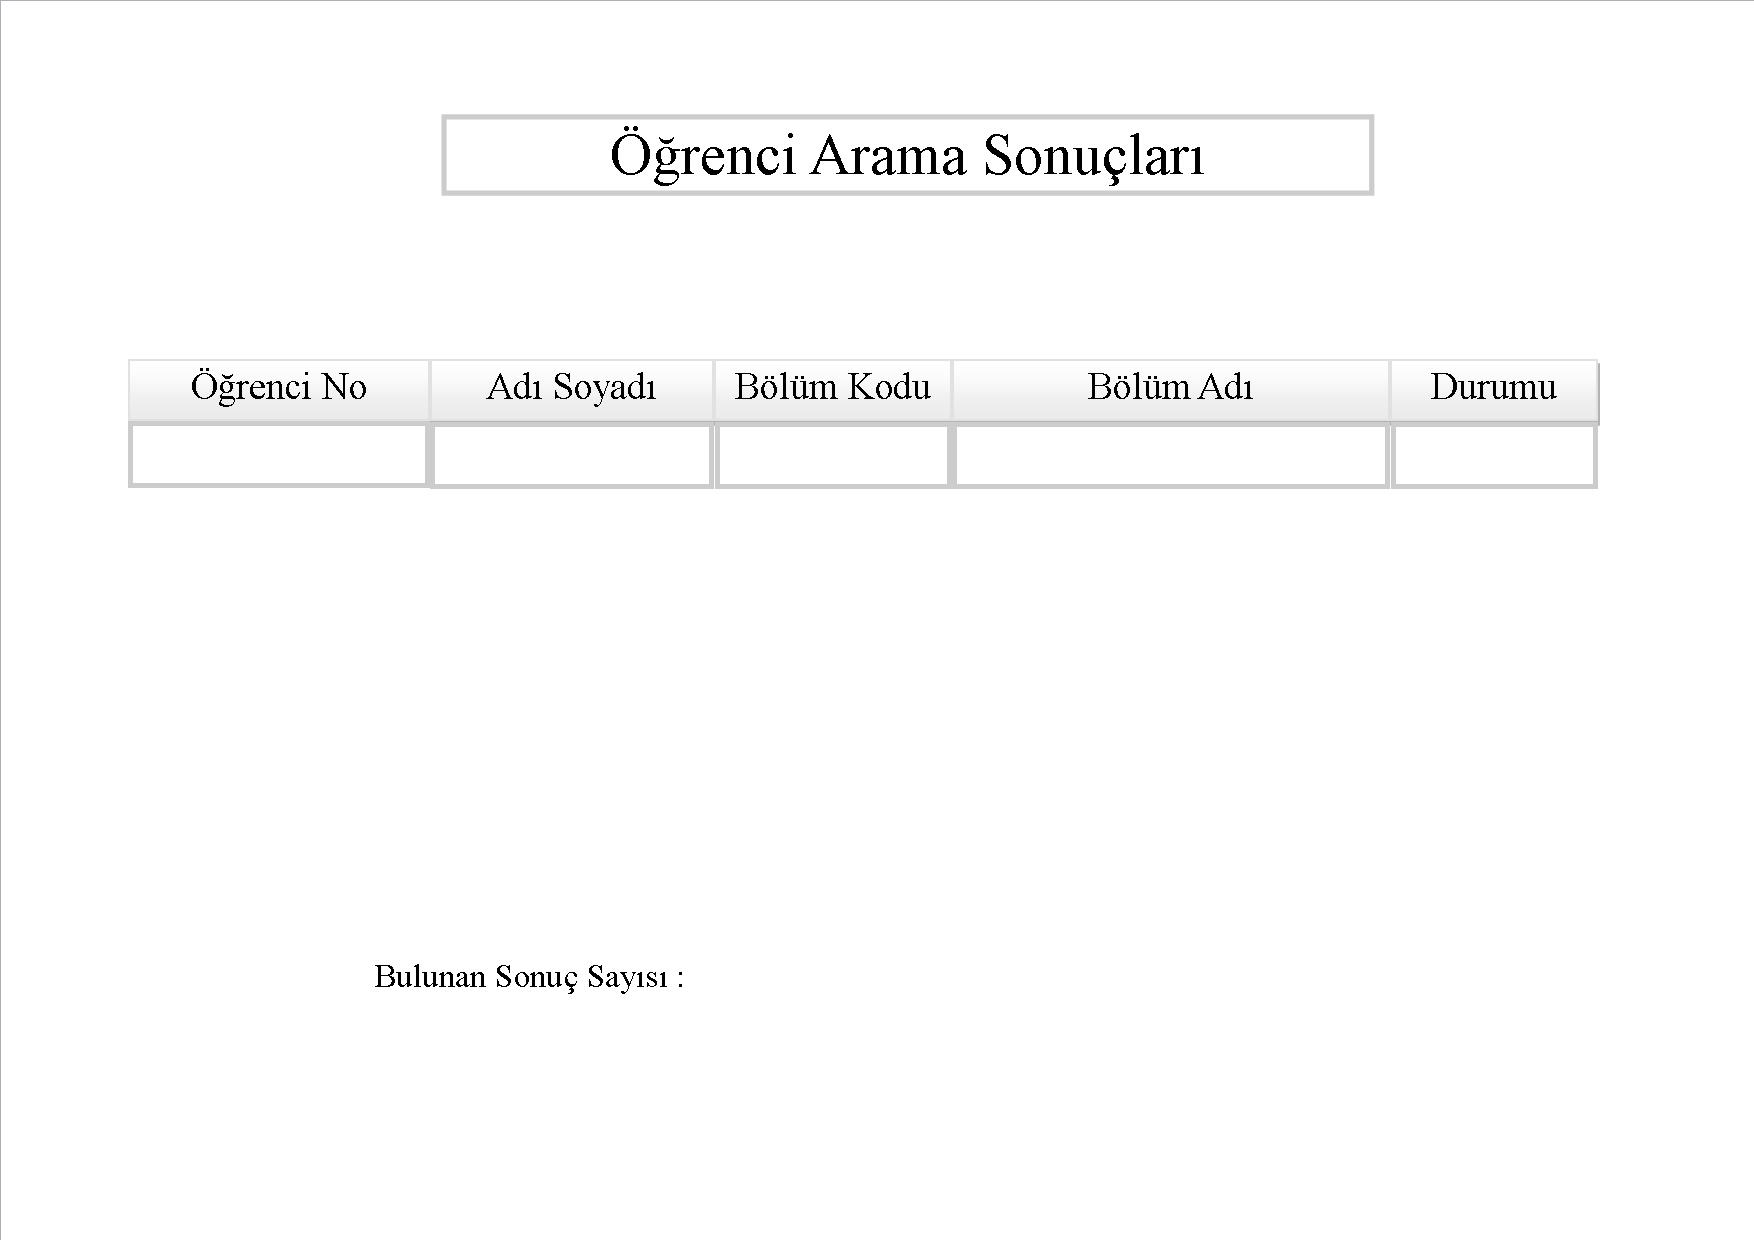 Öğrenci Arama Sonuçları
Öğrenci No Adı Soyadı Bölüm Kodu Bölüm Adı Durumu
Bulunan Sonuç Sayısı :